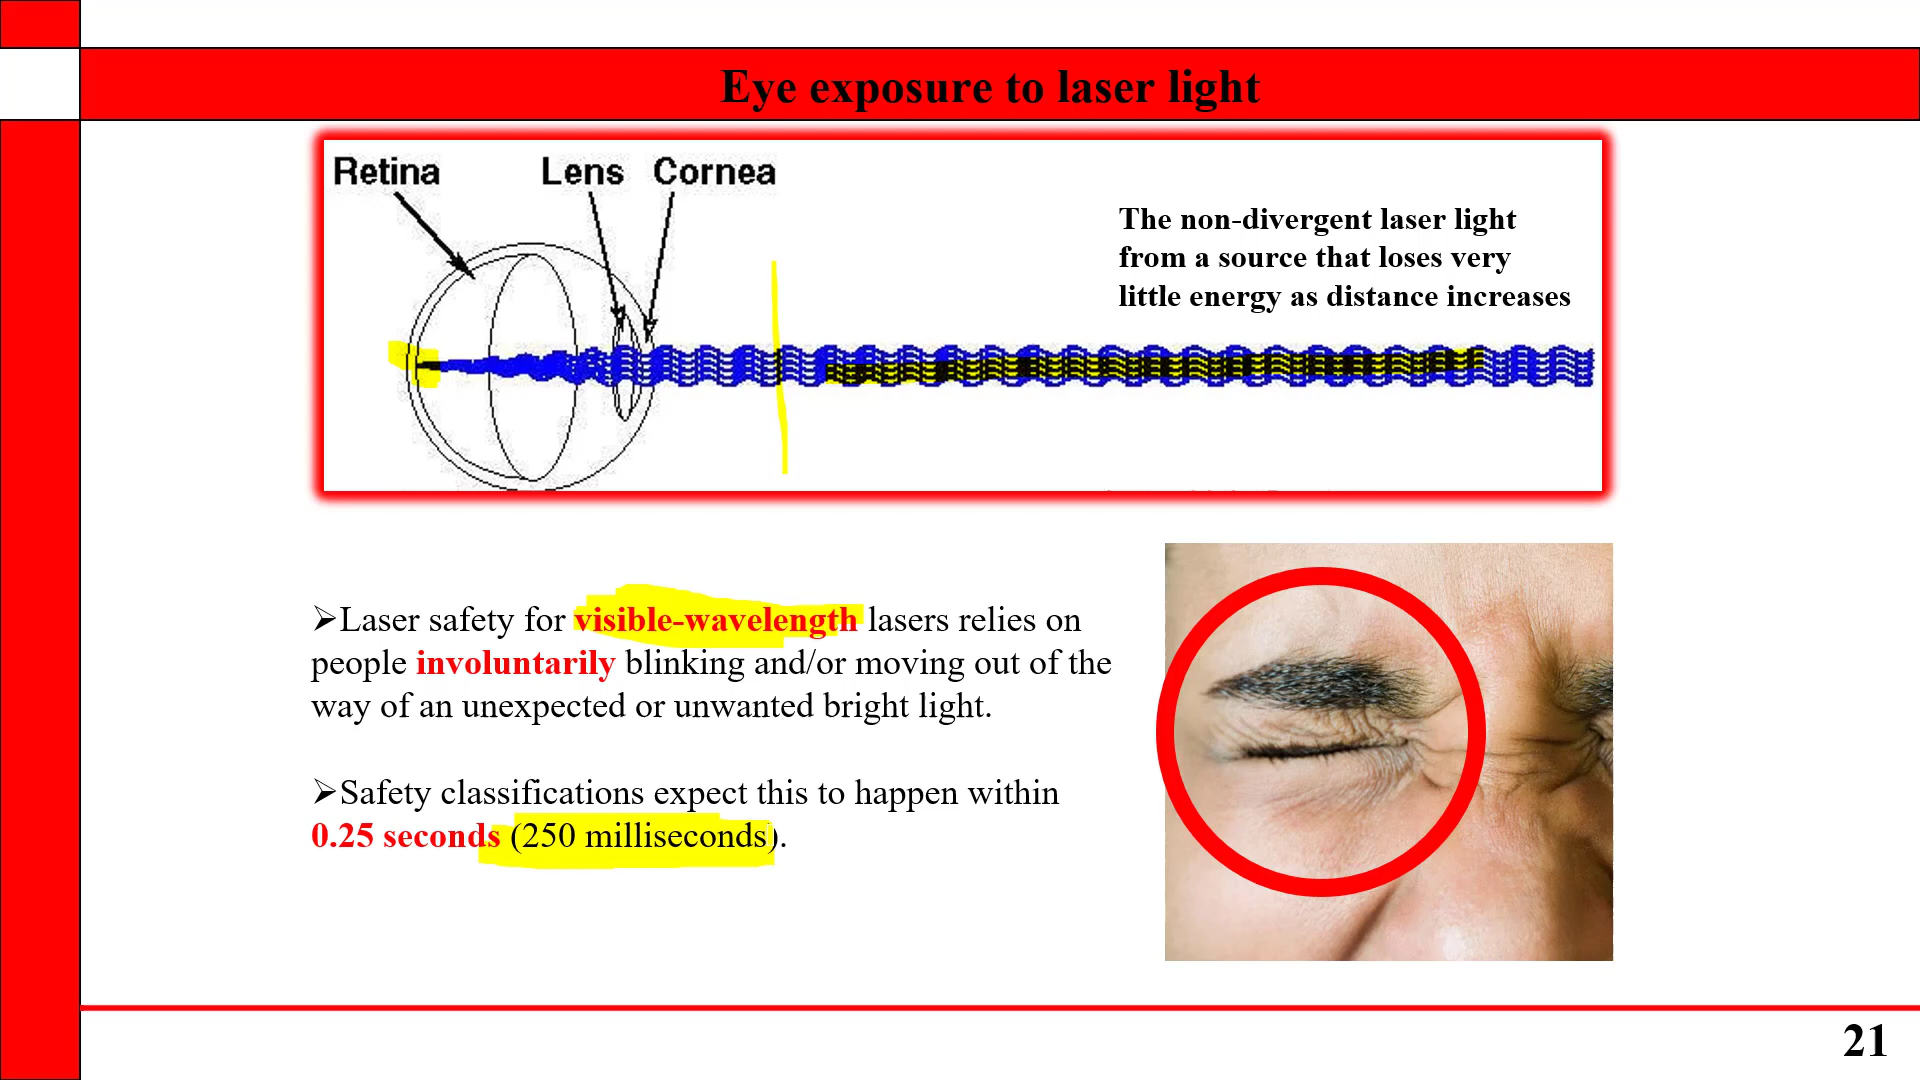 Eye exposure to laser light
Retina Lens Cornea
The non-divergent laser light
from a source that loses very
little energy as distance increases
➢Laser safety for visible-wavelength lasers relies on
people involuntarily blinking and/or moving out of the
way of an unexpected or unwanted bright light.
➢Safety classifications expect this to happen within
0.25 seconds (250 milliseconds).
21